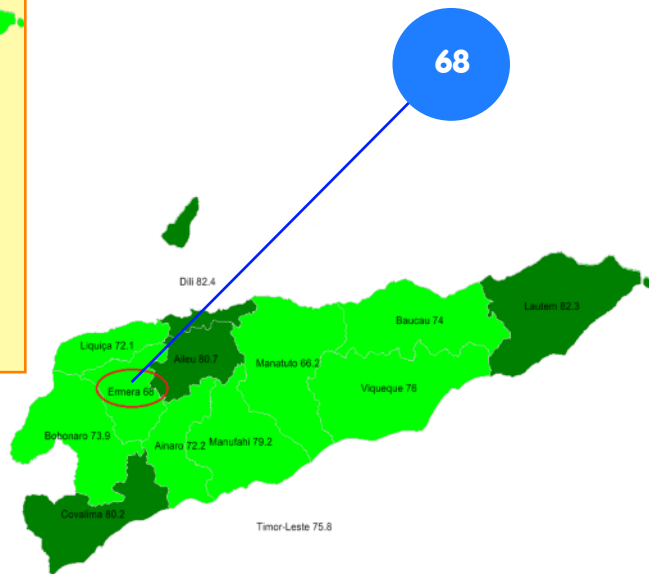 68
Dili 82.4
Lautem 82.3
Baucau 74
Liquiça 72.1
Aileu 80.7
Manatuto 66.2
Viqueque 76
Ermera 68
Bobonaro 73.9
Ainaro 72.2
Manufahi 79.2
Covalima 80.2
Timor-Leste 75.8